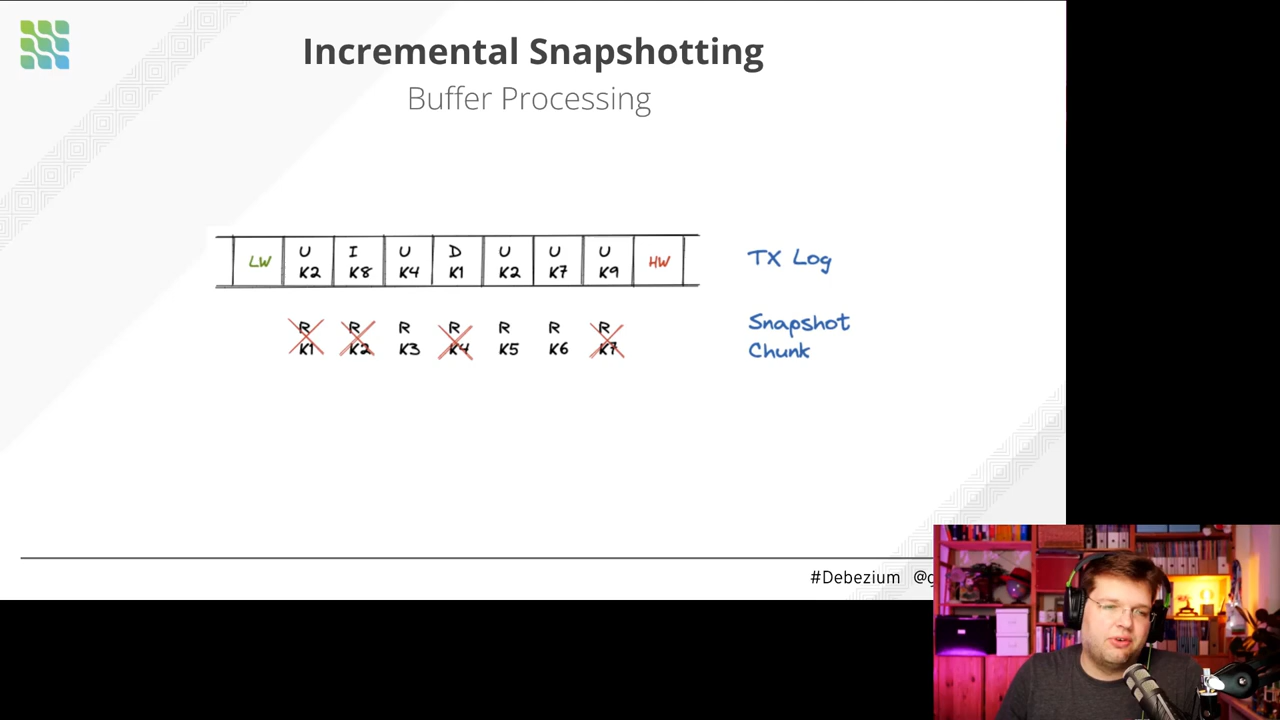 Incremental Snapshotting
Buffer Processing
LW U I U D U U U HW
K2 K8 K4 K1 K2 K7 K9
TX Log
R R R R R R R
K1 K2 K3 K4 K5 K6 K7
Snapshot
Chunk
#Debezium